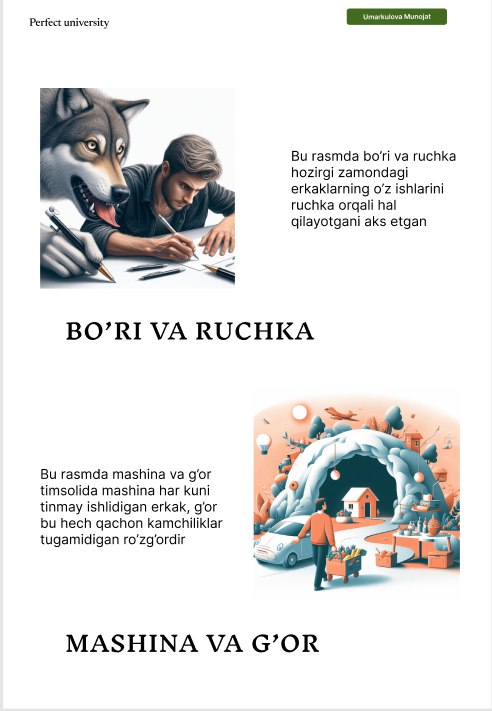 Perfect university
Umarkulova Munojat
Bu rasmda bo‘ri va ruchka
hozirgi zamondagi
erkaklarning o‘z ishlarini
ruchka orqali hal
qilayotgani aks etgan
BO’RI VA RUCHKA
Bu rasmda mashina va g‘or
timsolida mashina har kuni
tinmay ishlidigan erkak, g‘or
bu hech qachon kamchiliklar
tugamidigan ro‘zg‘ordir
MASHINA VA G’OR